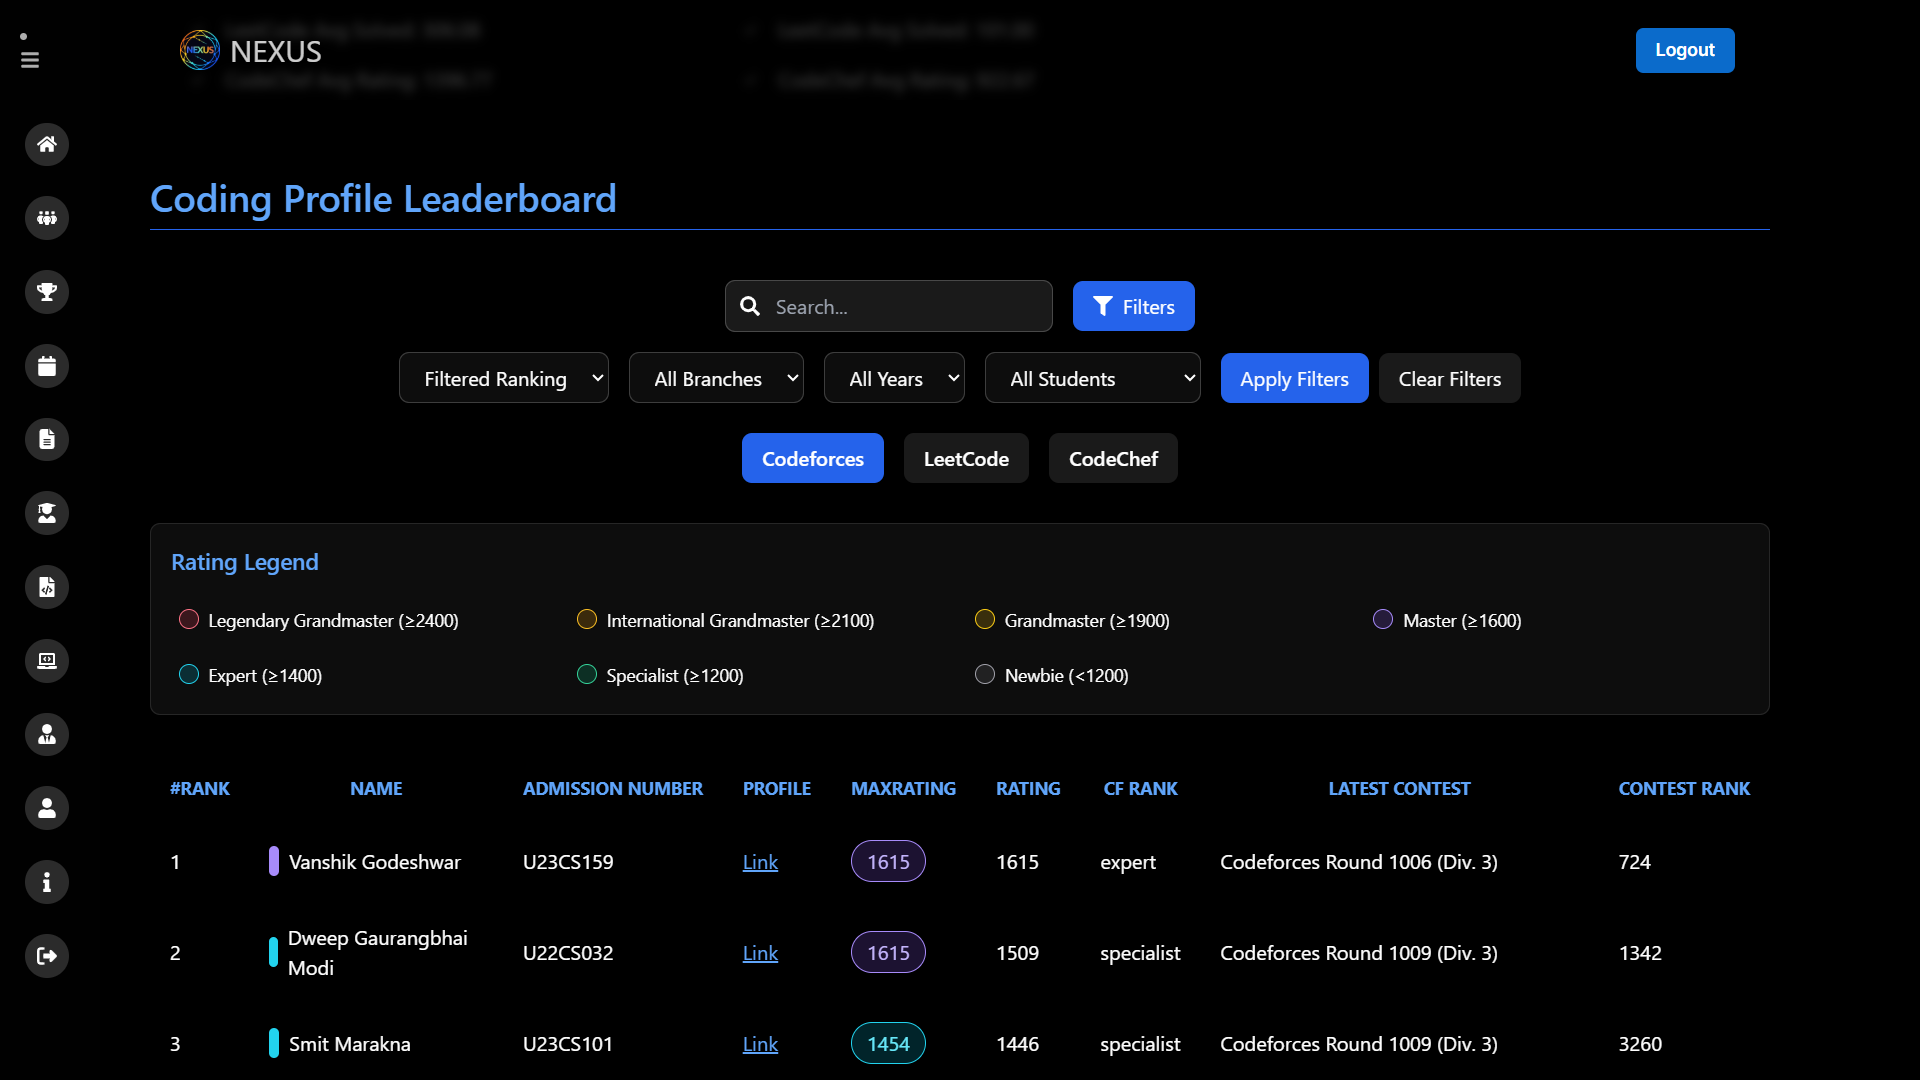 NEXUS
NEXUS
Logout
Coding Profile Leaderboard
Search...
Filters
Filtered Ranking
All Branches
All Years
All Students
Apply Filters
Clear Filters
Codeforces
LeetCode
CodeChef
Rating Legend
Legendary Grandmaster (≥2400)
International Grandmaster (≥2100)
Grandmaster (≥1900)
Master (≥1600)
Expert (≥1400)
Specialist (≥1200)
Newbie (<1200)
#RANK NAME ADMISSION NUMBER PROFILE MAXRATING RATING CF RANK LATEST CONTEST CONTEST RANK
1 Vanshik Godeshwar U23CS159 Link 1615 1615 expert Codeforces Round 1006 (Div. 3) 724
2 Dweep Gaurangbhai Modi U22CS032 Link 1615 1509 specialist Codeforces Round 1009 (Div. 3) 1342
3 Smit Marakna U23CS101 Link 1454 1446 specialist Codeforces Round 1009 (Div. 3) 3260